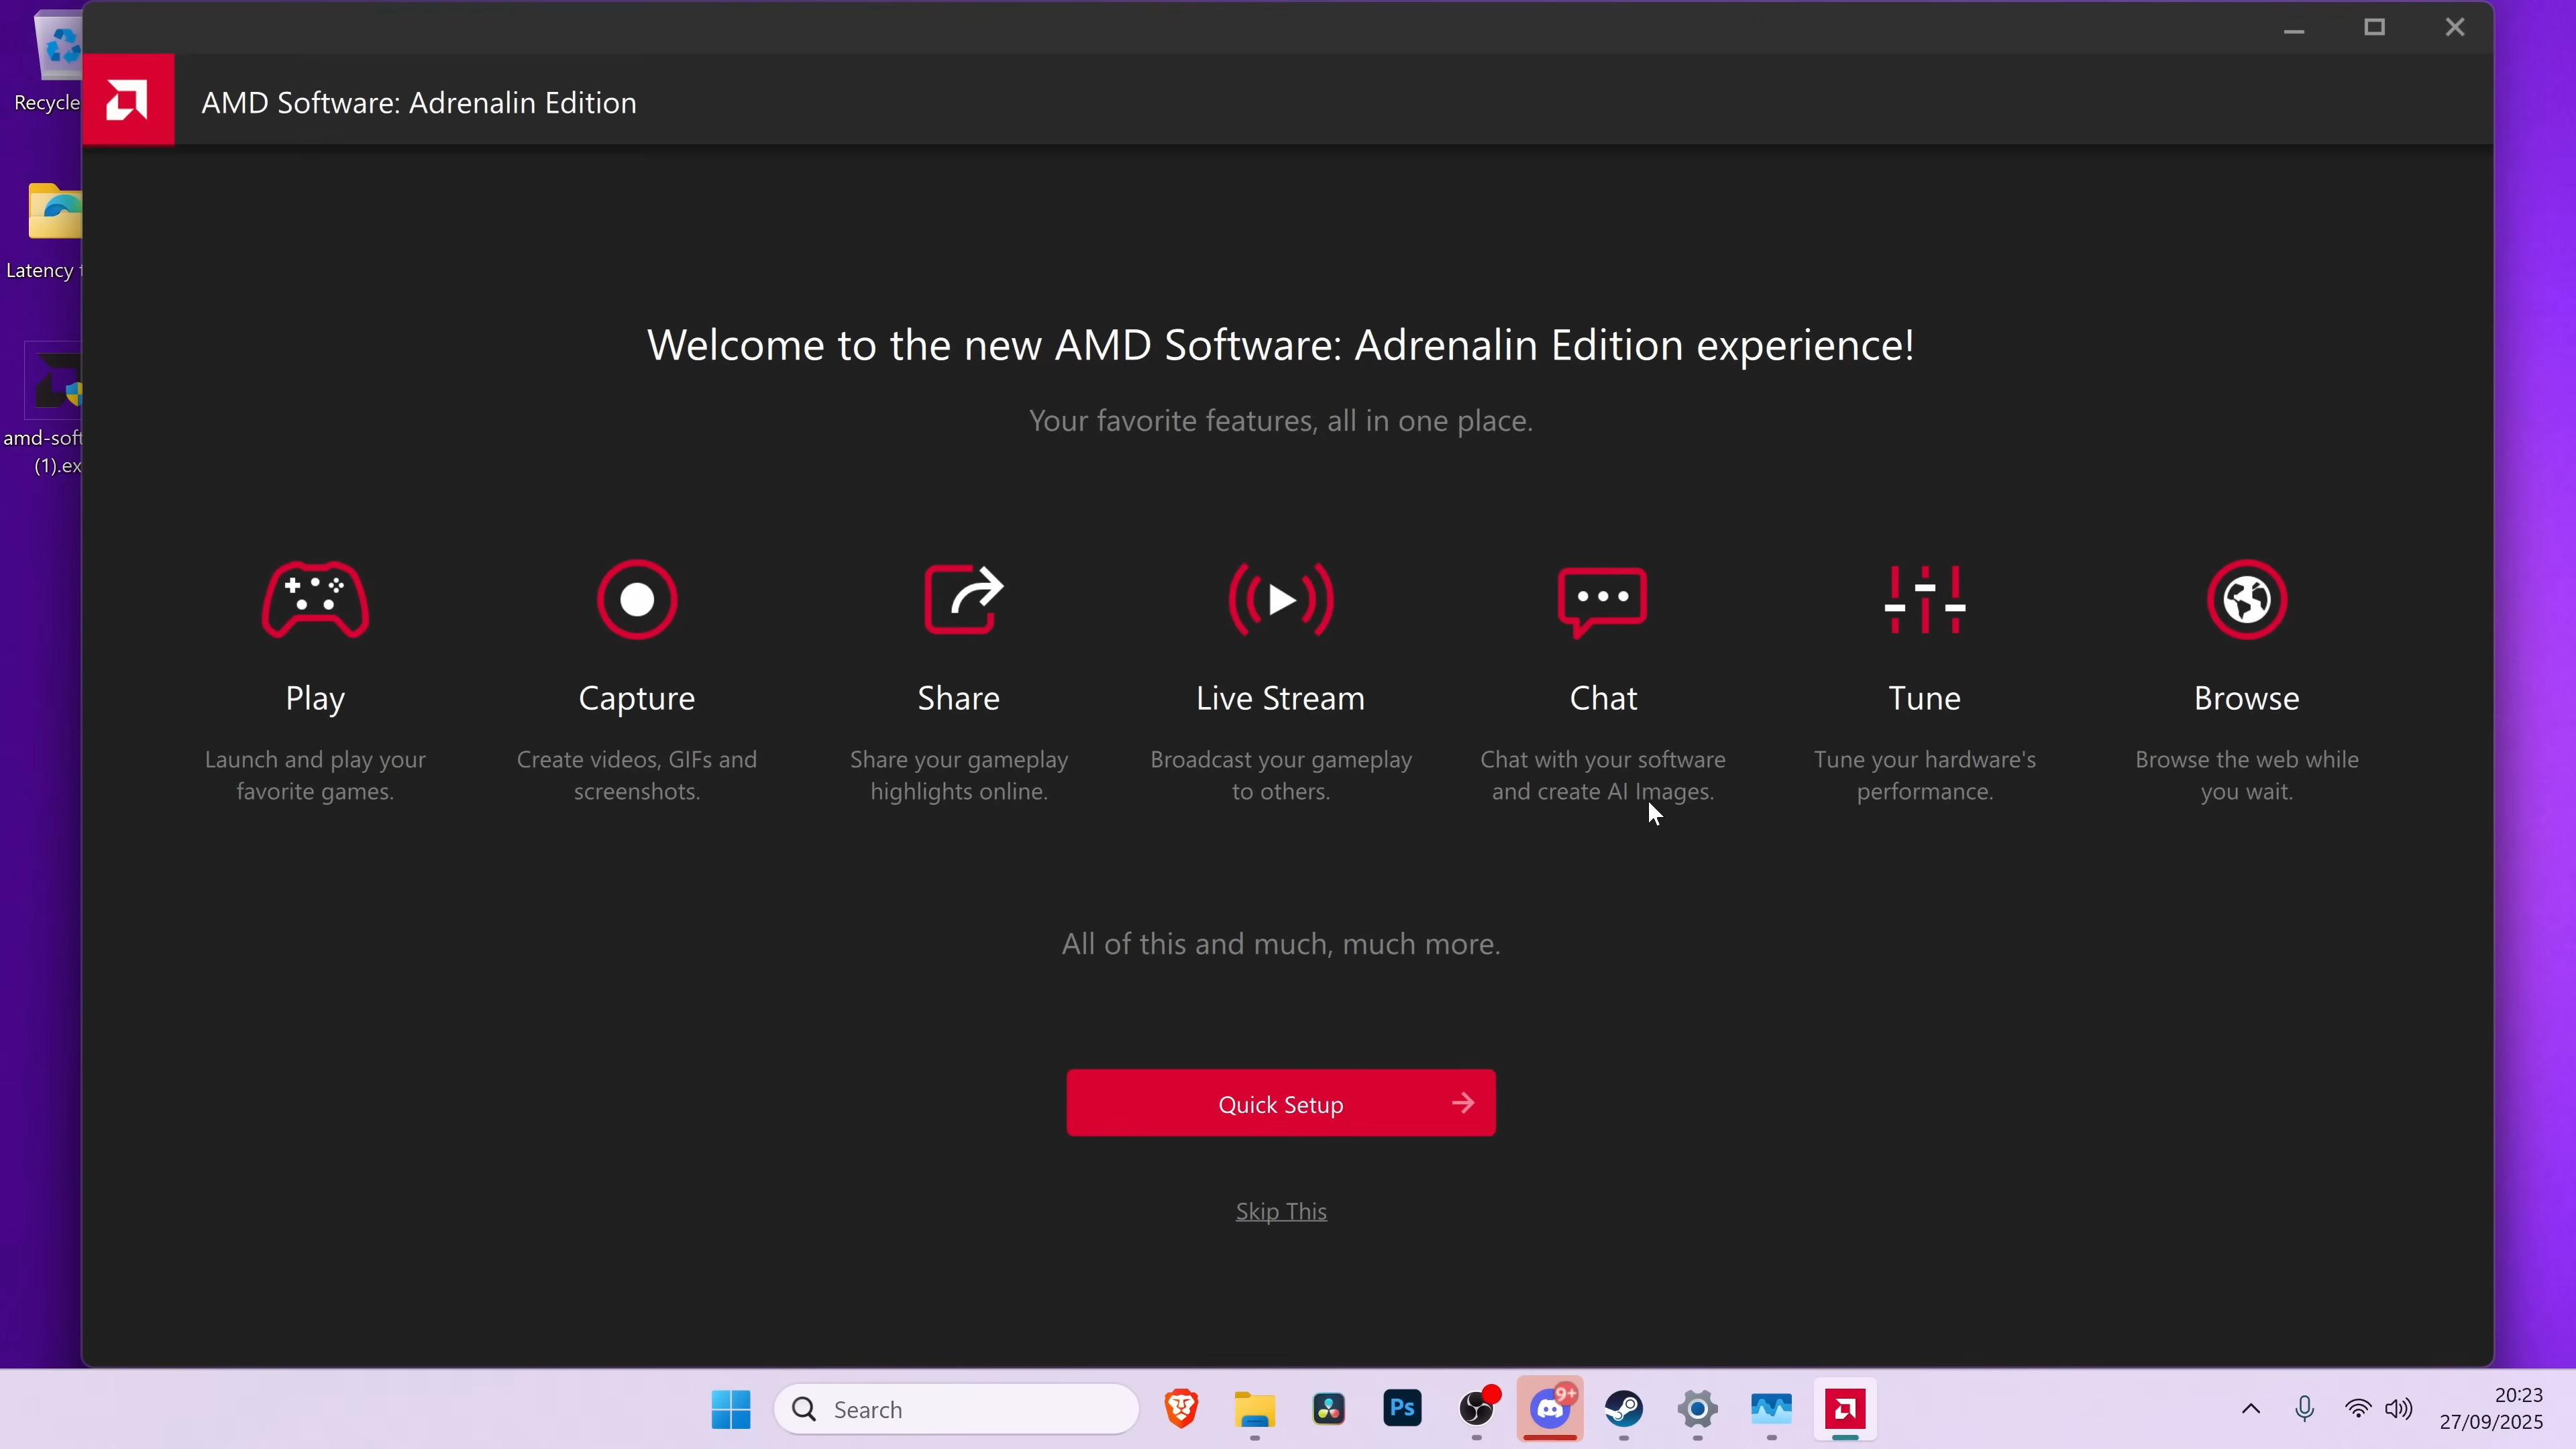 Recycle
Latency t
amd-soft
(1).ex
AMD Software: Adrenalin Edition
Welcome to the new AMD Software: Adrenalin Edition experience!
Your favorite features, all in one place.
Play
Launch and play your
favorite games.
Capture
Create videos, GIFs and
screenshots.
Share
Share your gameplay
highlights online.
Live Stream
Broadcast your gameplay
to others.
Chat
Chat with your software
and create AI Images.
Tune
Tune your hardware's
performance.
Browse
Browse the web while
you wait.
All of this and much, much more.
Quick Setup
Skip This
Search
Ps
9+
20:23
27/09/2025